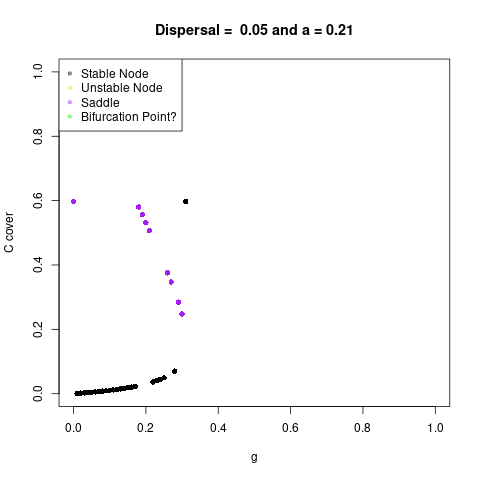 Dispersal =  0.05 and a = 0.21
Stable Node
Unstable Node
Saddle
Bifurcation Point?
C cover
1.0
0.8
0.6
0.4
0.2
0.0
0.0 0.2 0.4 0.6 0.8 1.0
g